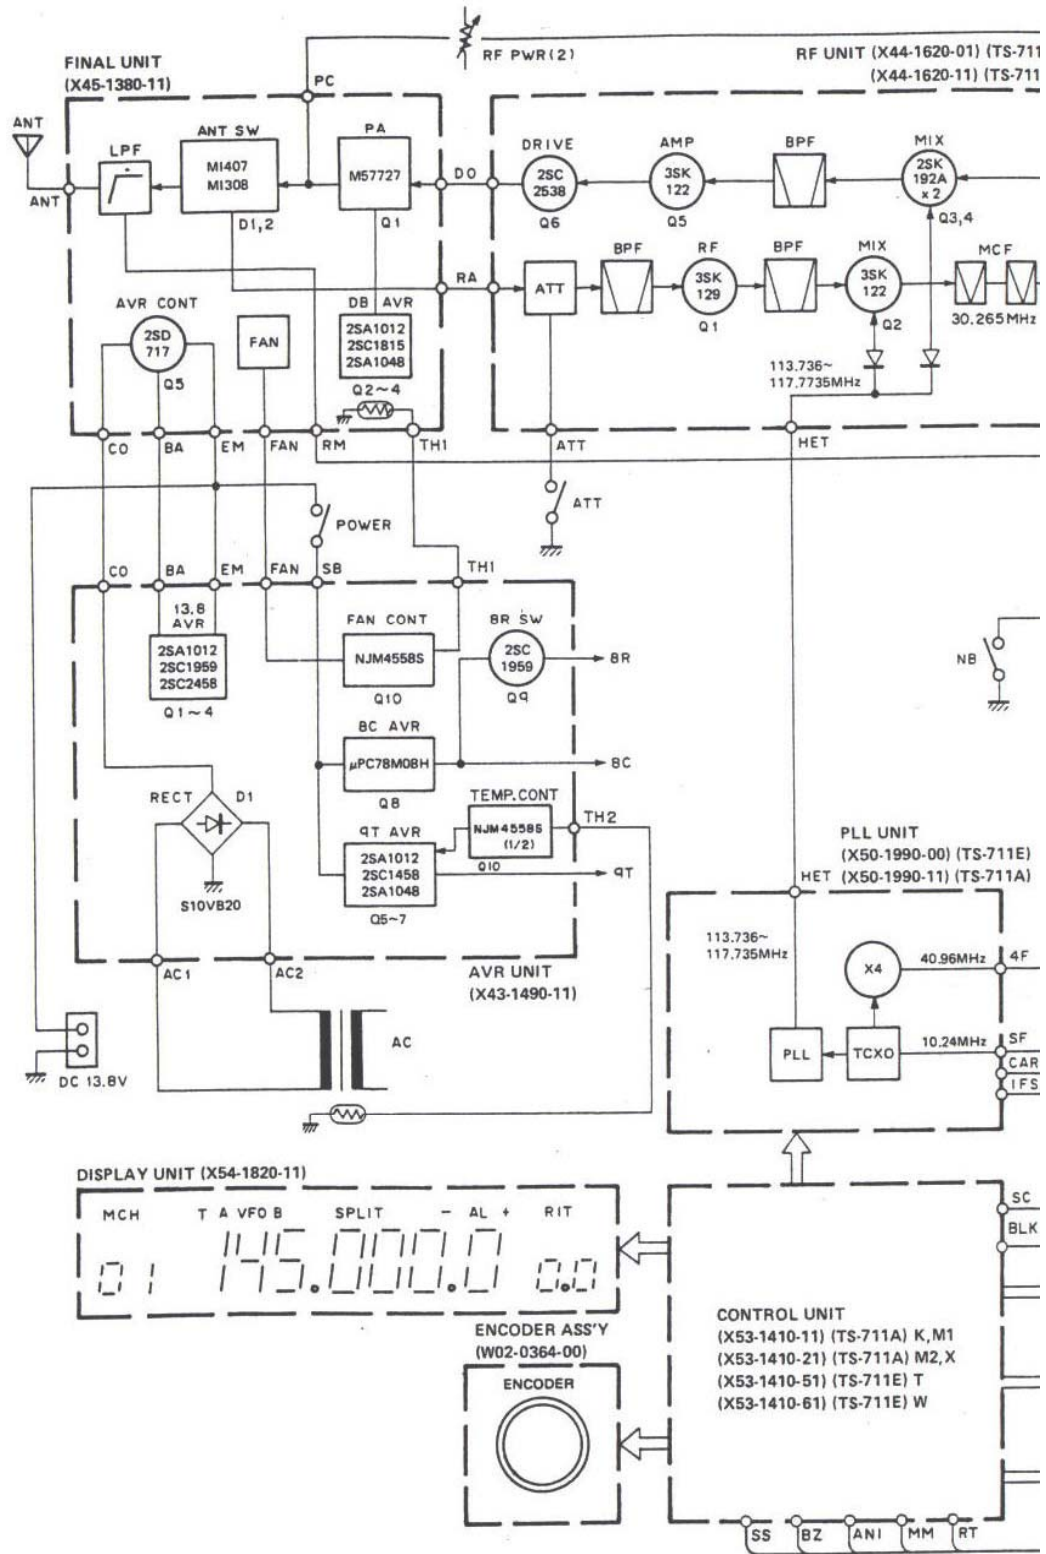 RF PWR(2)
FINAL UNIT
(X45-1380-11)
RF UNIT (X44-1620-01) (TS-711
(X44-1620-11) (TS-711
PC
ANT
LPF
ANT SW
MI407
MI308
D1,2
PA
M57727
Q1
ANT
DO
DRIVE
2SC
2538
Q6
AMP
3SK
122
Q5
BPF
MIX
2SK
192A
x 2
Q3,4
RA
ATT
BPF
RF
3SK
129
Q1
BPF
MIX
3SK
122
Q2
MCF
30.265MHz
AVR CONT
2SD
717
Q5
FAN
DB AVR
2SA1012
2SC1815
2SA1048
Q2~4
113.736~
117.7735MHz
CO
BA
EM
FAN
RM
TH1
ATT
HET
POWER
ATT
CO
BA
EM
FAN
SB
TH1
13.8
AVR
2SA1012
2SC1959
2SC2458
Q1~4
FAN CONT
NJM4558S
Q10
BR SW
2SC
1959
Q9
BR
NB
BC AVR
µPC78M08H
Q8
BC
RECT
D1
S10VB20
TEMP.CONT
NJM4558S
(1/2)
Q10
TH2
9T AVR
2SA1012
2SC1458
2SA1048
Q5~7
9T
PLL UNIT
(X50-1990-00) (TS-711E)
HET (X50-1990-11) (TS-711A)
113.736~
117.735MHz
X4
40.96MHz
4F
AC1
AC2
AVR UNIT
(X43-1490-11)
AC
PLL
TCXO
10.24MHz
SF
CAR
IFS
DC 13.8V
DISPLAY UNIT (X54-1820-11)
MCH
T A VFO B
SPLIT
- AL +
RIT
01
145.000.0
0.0
SC
BLK
CONTROL UNIT
(X53-1410-11) (TS-711A) K,M1
(X53-1410-21) (TS-711A) M2,X
(X53-1410-51) (TS-711E) T
(X53-1410-61) (TS-711E) W
ENCODER ASS'Y
(W02-0364-00)
ENCODER
SS
BZ
ANI
MM
RT